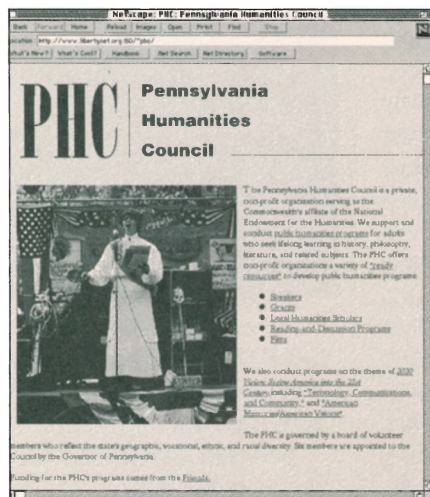 Netscape: PHC: Pennsylvania Humanities Council
Back Forward Home Reload Images Open Print Find Stop
Location: http://www.libertynet.org:80/~phc/
What's New? What's Cool? Handbook Net Search Net Directory Software
PHC
Pennsylvania
Humanities
Council
The Pennsylvania Humanities Council is a private,
non-profit organization serving as the
Commonwealth's affiliate of the National
Endowment for the Humanities. We support and
conduct public humanities programs for adults
who seek lifelong learning in history, philosophy,
literature, and related subjects. The PHC offers
non-profit organizations a variety of "ready
resources" to develop public humanities programs:
Speakers
Grants
Local Humanities Scholars
Reading-and-Discussion Programs
Films
We also conduct programs on the theme of 2020
Vision: America into the 21st
Century, including "Technology, Communications,
and Community," and "American
Memories/American Visions".
The PHC is governed by a board of volunteer
members who reflect the state's geographic, vocational, ethnic, and racial diversity. Six members are appointed to the
Council by the Governor of Pennsylvania.
Funding for the PHC's programs comes from the Friends.